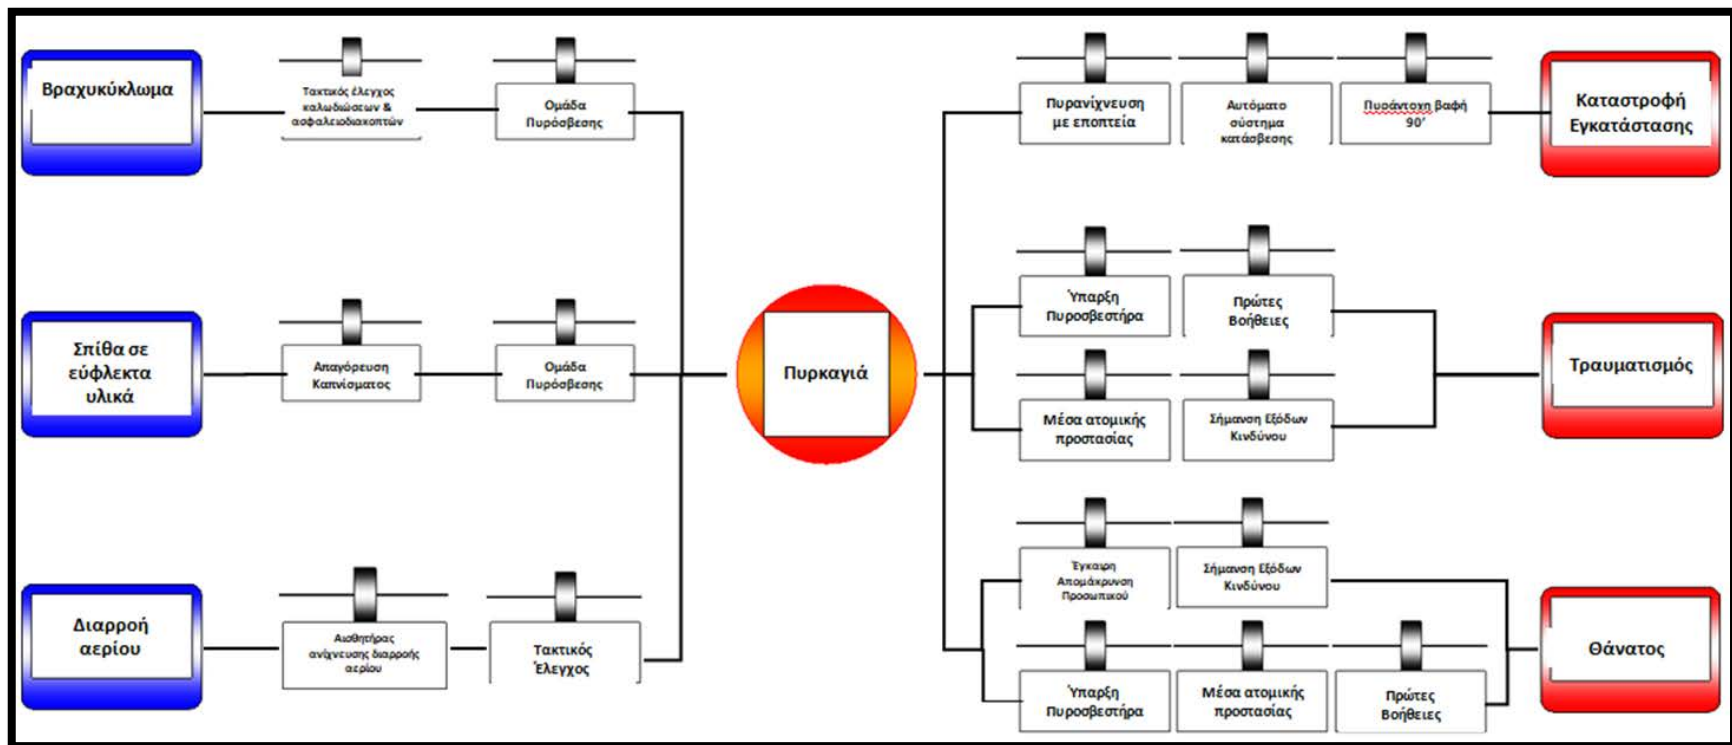 Βραχυκύκλωμα
Τακτικός έλεγχος
καλωδιώσεων &
ασφαλειοδιακοπτών
Ομάδα
Πυρόσβεσης
Σπίθα σε
εύφλεκτα
υλικά
Απαγόρευση
Καπνίσματος
Ομάδα
Πυρόσβεσης
Διαρροή
αερίου
Αισθητήρας
ανίχνευσης διαρροής
αερίου
Τακτικός
Έλεγχος
Πυρκαγιά
Πυρανίχνευση
με εποπτεία
Αυτόματο
σύστημα
κατάσβεσης
Πυράντοχη βαφή
90’
Καταστροφή
Εγκατάστασης
Ύπαρξη
Πυροσβεστήρα
Πρώτες
Βοήθειες
Μέσα ατομικής
προστασίας
Σήμανση Εξόδων
Κινδύνου
Τραυματισμός
Έγκαιρη
Απομάκρυνση
Προσωπικού
Σήμανση Εξόδων
Κινδύνου
Ύπαρξη
Πυροσβεστήρα
Μέσα ατομικής
προστασίας
Πρώτες
Βοήθειες
Θάνατος